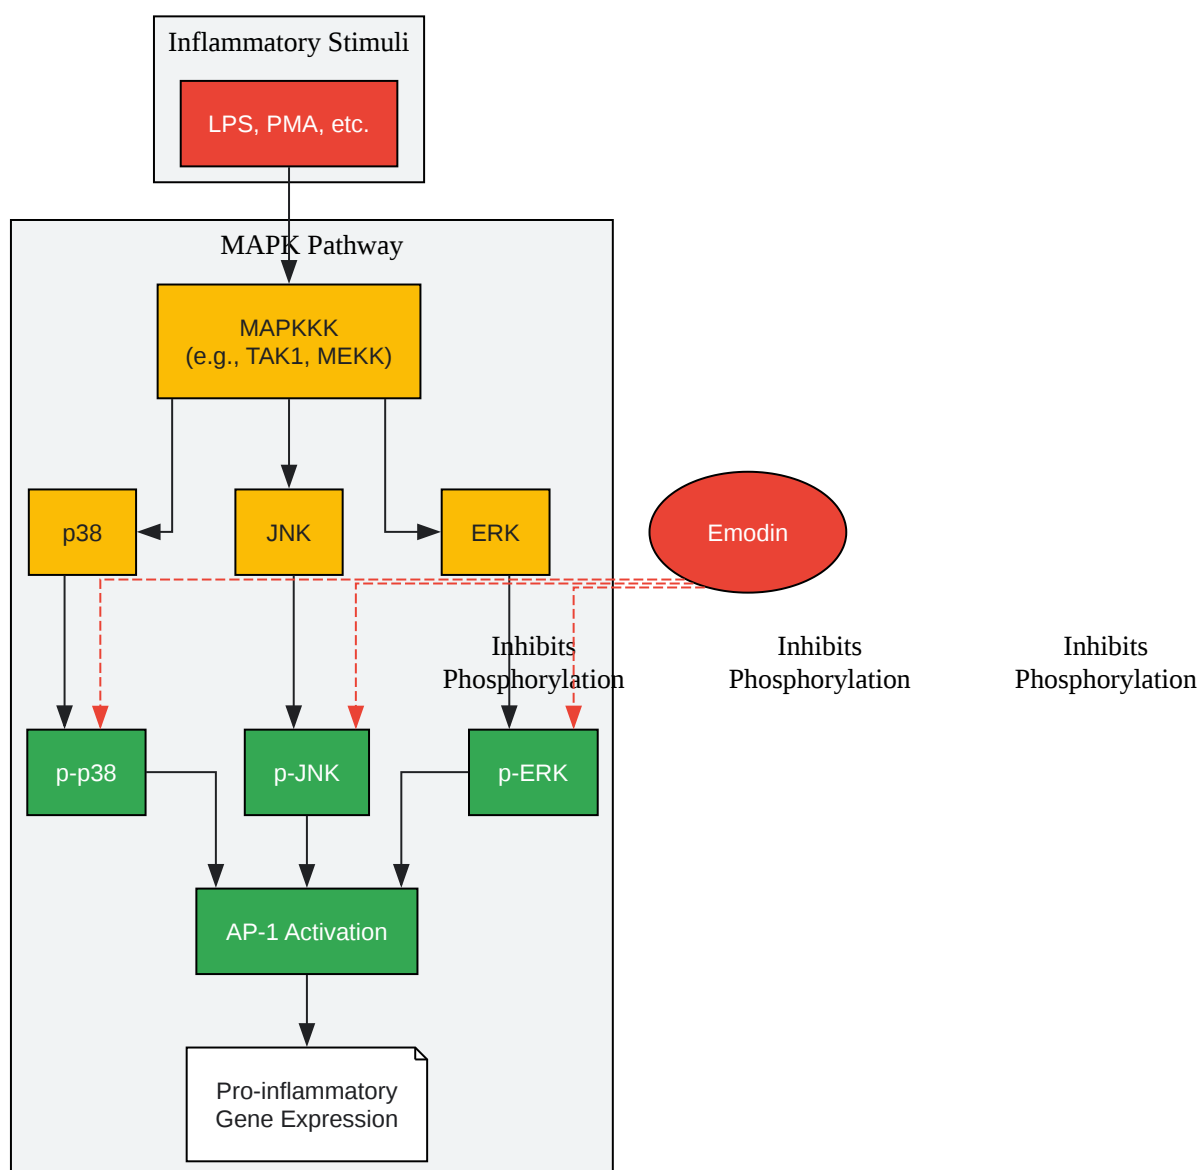 Inflammatory Stimuli
LPS, PMA, etc.
MAPK Pathway
MAPKKK
(e.g., TAK1, MEKK)
p38
JNK
ERK
Emodin
Inhibits
Phosphorylation
Inhibits
Phosphorylation
Inhibits
Phosphorylation
p-p38
p-JNK
p-ERK
AP-1 Activation
Pro-inflammatory
Gene Expression